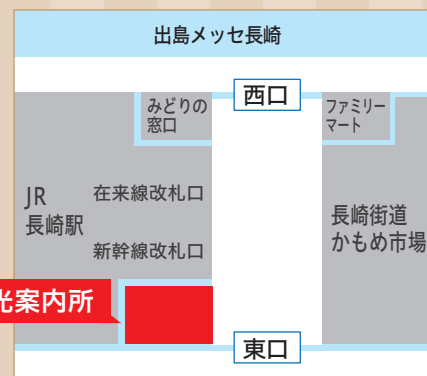 出島メッセ長崎
西口
みどりの
窓口
ファミリー
マート
JR
長崎駅
在来線改札口
新幹線改札口
長崎街道
かもめ市場
光案内所
東口